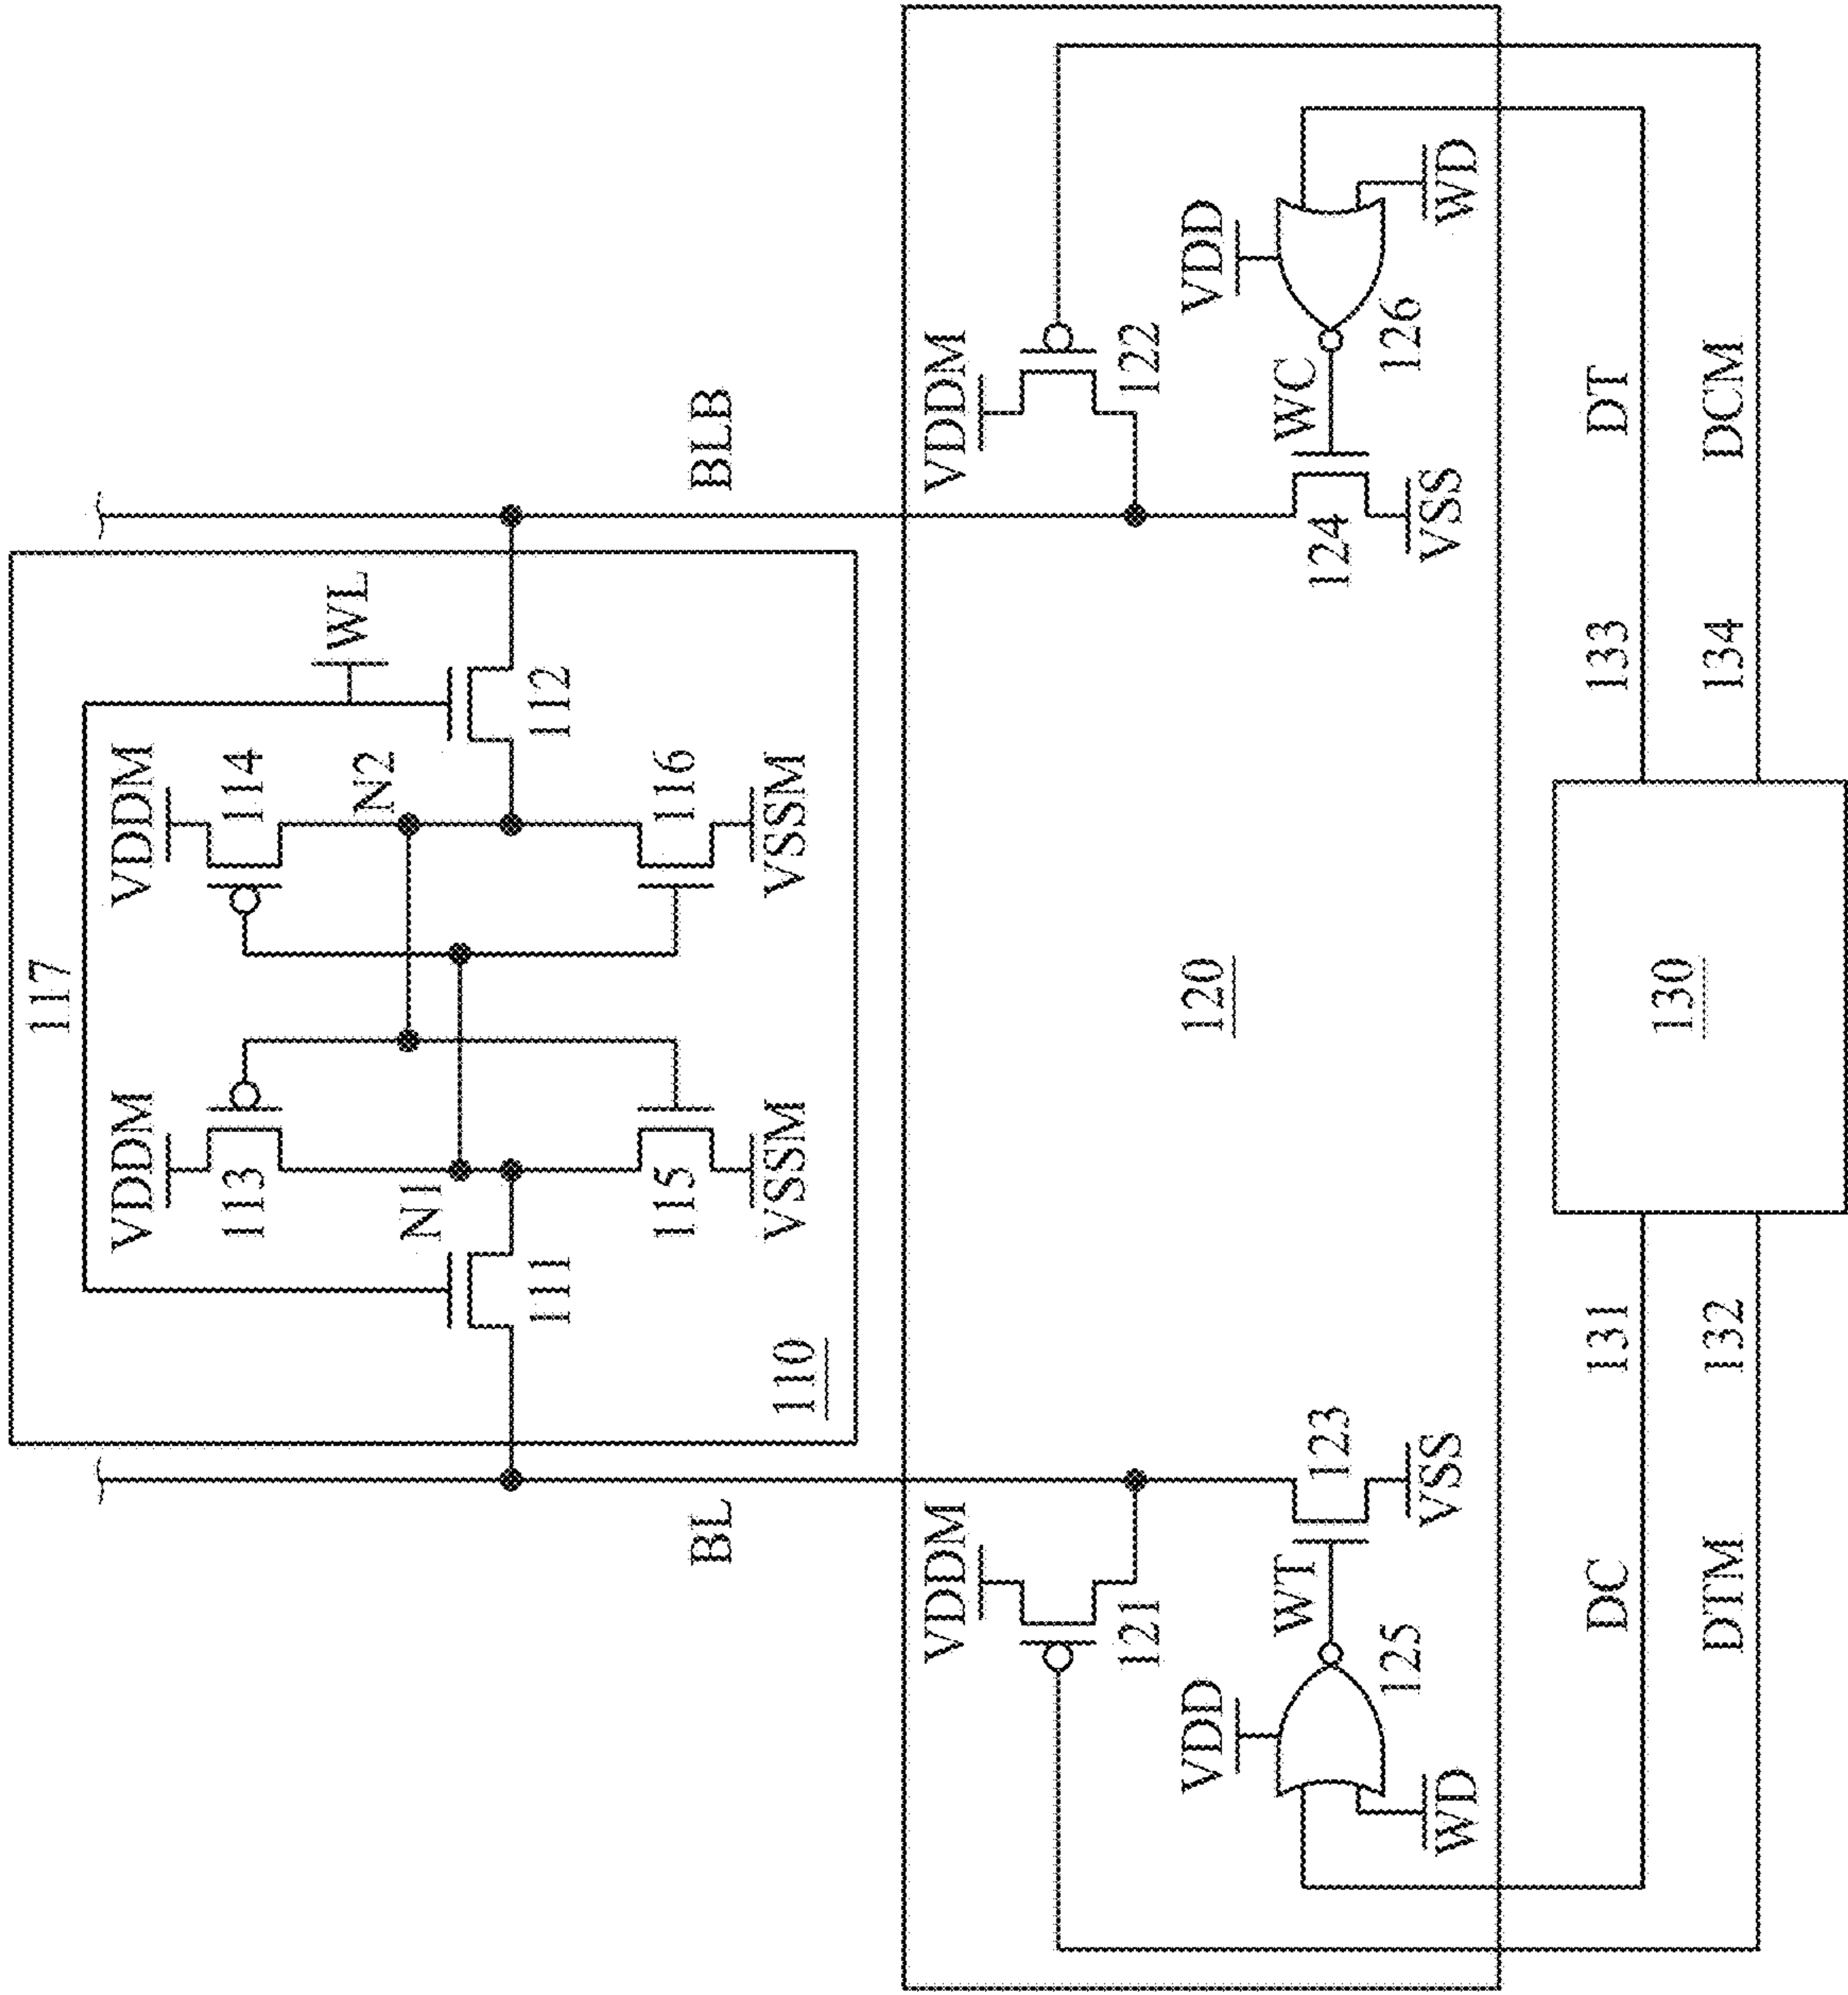 117
WL
VDDM
VDDM
113
114
N1
N2
111
112
115
116
VSSM
VSSM
110
BL
BLB
VDDM
VDDM
121
122
120
VDD
VDD
WT
WC
123
124
125
126
WD
VSS
VSS
WD
DC
131
133
DT
130
DTM
132
134
DCM